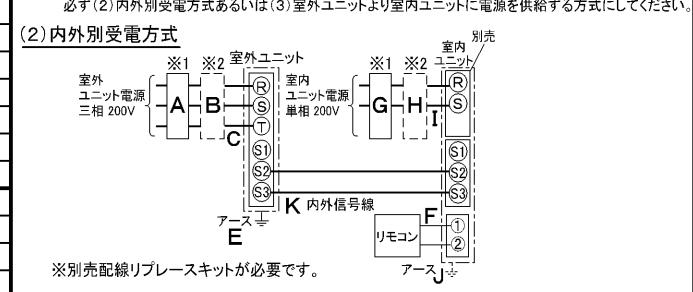 必ず(2)内外別受電方式あるいは(3)室外ユニットより室内ユニットに電源を供給する方式にしてください。
(2)内外別受電方式
※1 ※2 室外ユニット
室外
ユニット電源
三相 200V
A B C
R
S
T
S1
S2
S3
アース
E
※1 ※2 室内
ユニット
別売
室内
ユニット電源
単相 200V
G H I
R
S
S1
S2
S3
K 内外信号線
F
リモコン
①
②
アース J
※別売配線リプレースキットが必要です。